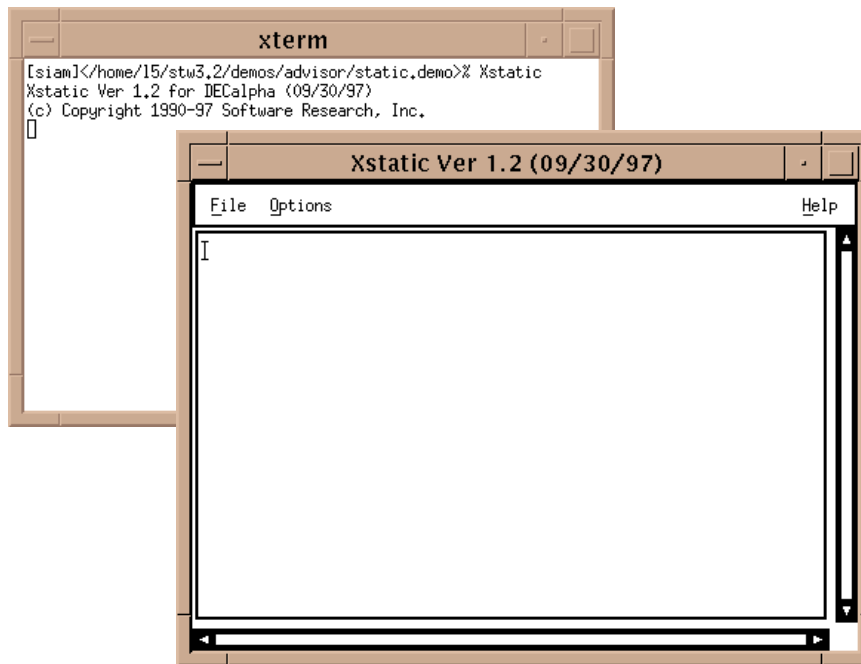 xterm
[siam]</home/l5/stw3.2/demos/advisor/static.demo>% Xstatic
Xstatic Ver 1.2 for DECalpha (09/30/97)
(c) Copyright 1990-97 Software Research, Inc.
Xstatic Ver 1.2 (09/30/97)
File Options Help